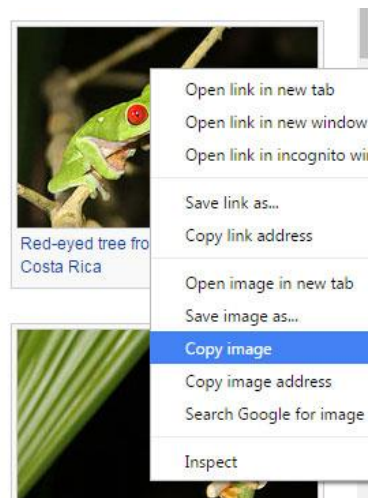 Open link in new tab
Open link in new window
Open link in incognito
Save link as...
Copy link address
Red-eyed tree
Costa Rica
Open image in new tab
Save image as...
Copy image
Copy image address
Search Google for image
Inspect